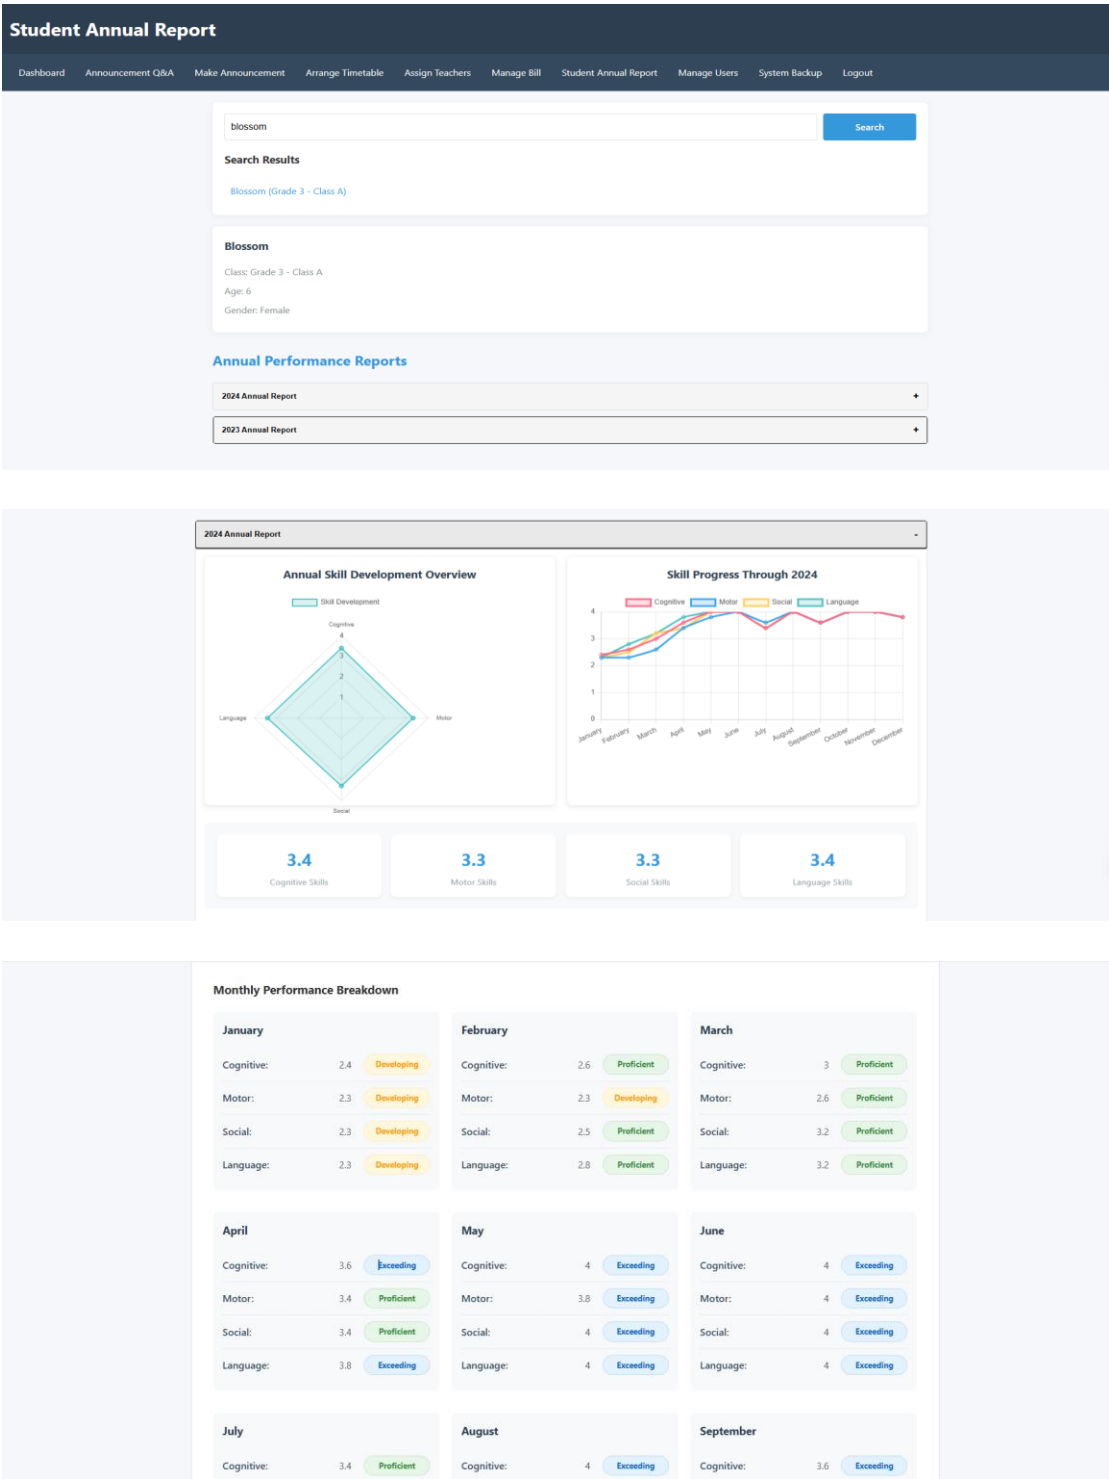 Student Annual Report
Dashboard Announcement Q&A Make Announcement Arrange Timetable Assign Teachers Manage Bill Student Annual Report Manage Users System Backup Logout
blossom Search
Search Results
Blossom (Grade 3 - Class A)
Blossom
Class: Grade 3 - Class A
Age: 6
Gender: Female
Annual Performance Reports
2024 Annual Report +
2023 Annual Report +
2024 Annual Report -
Annual Skill Development Overview
Skill Development
Cognitive
4
3
2
1
Language Motor
Social
Skill Progress Through 2024
Cognitive Motor Social Language
4
3
2
1
0
January February March April May June July August September October November December
3.4 3.3 3.3 3.4
Cognitive Skills Motor Skills Social Skills Language Skills
Monthly Performance Breakdown
January February March
Cognitive: 2.4 Developing Cognitive: 2.6 Proficient Cognitive: 3 Proficient
Motor: 2.3 Developing Motor: 2.3 Developing Motor: 2.6 Proficient
Social: 2.3 Developing Social: 2.5 Proficient Social: 3.2 Proficient
Language: 2.3 Developing Language: 2.8 Proficient Language: 3.2 Proficient
April May June
Cognitive: 3.6 Exceeding Cognitive: 4 Exceeding Cognitive: 4 Exceeding
Motor: 3.4 Proficient Motor: 3.8 Exceeding Motor: 4 Exceeding
Social: 3.4 Proficient Social: 4 Exceeding Social: 4 Exceeding
Language: 3.8 Exceeding Language: 4 Exceeding Language: 4 Exceeding
July August September
Cognitive: 3.4 Proficient Cognitive: 4 Exceeding Cognitive: 3.6 Exceeding